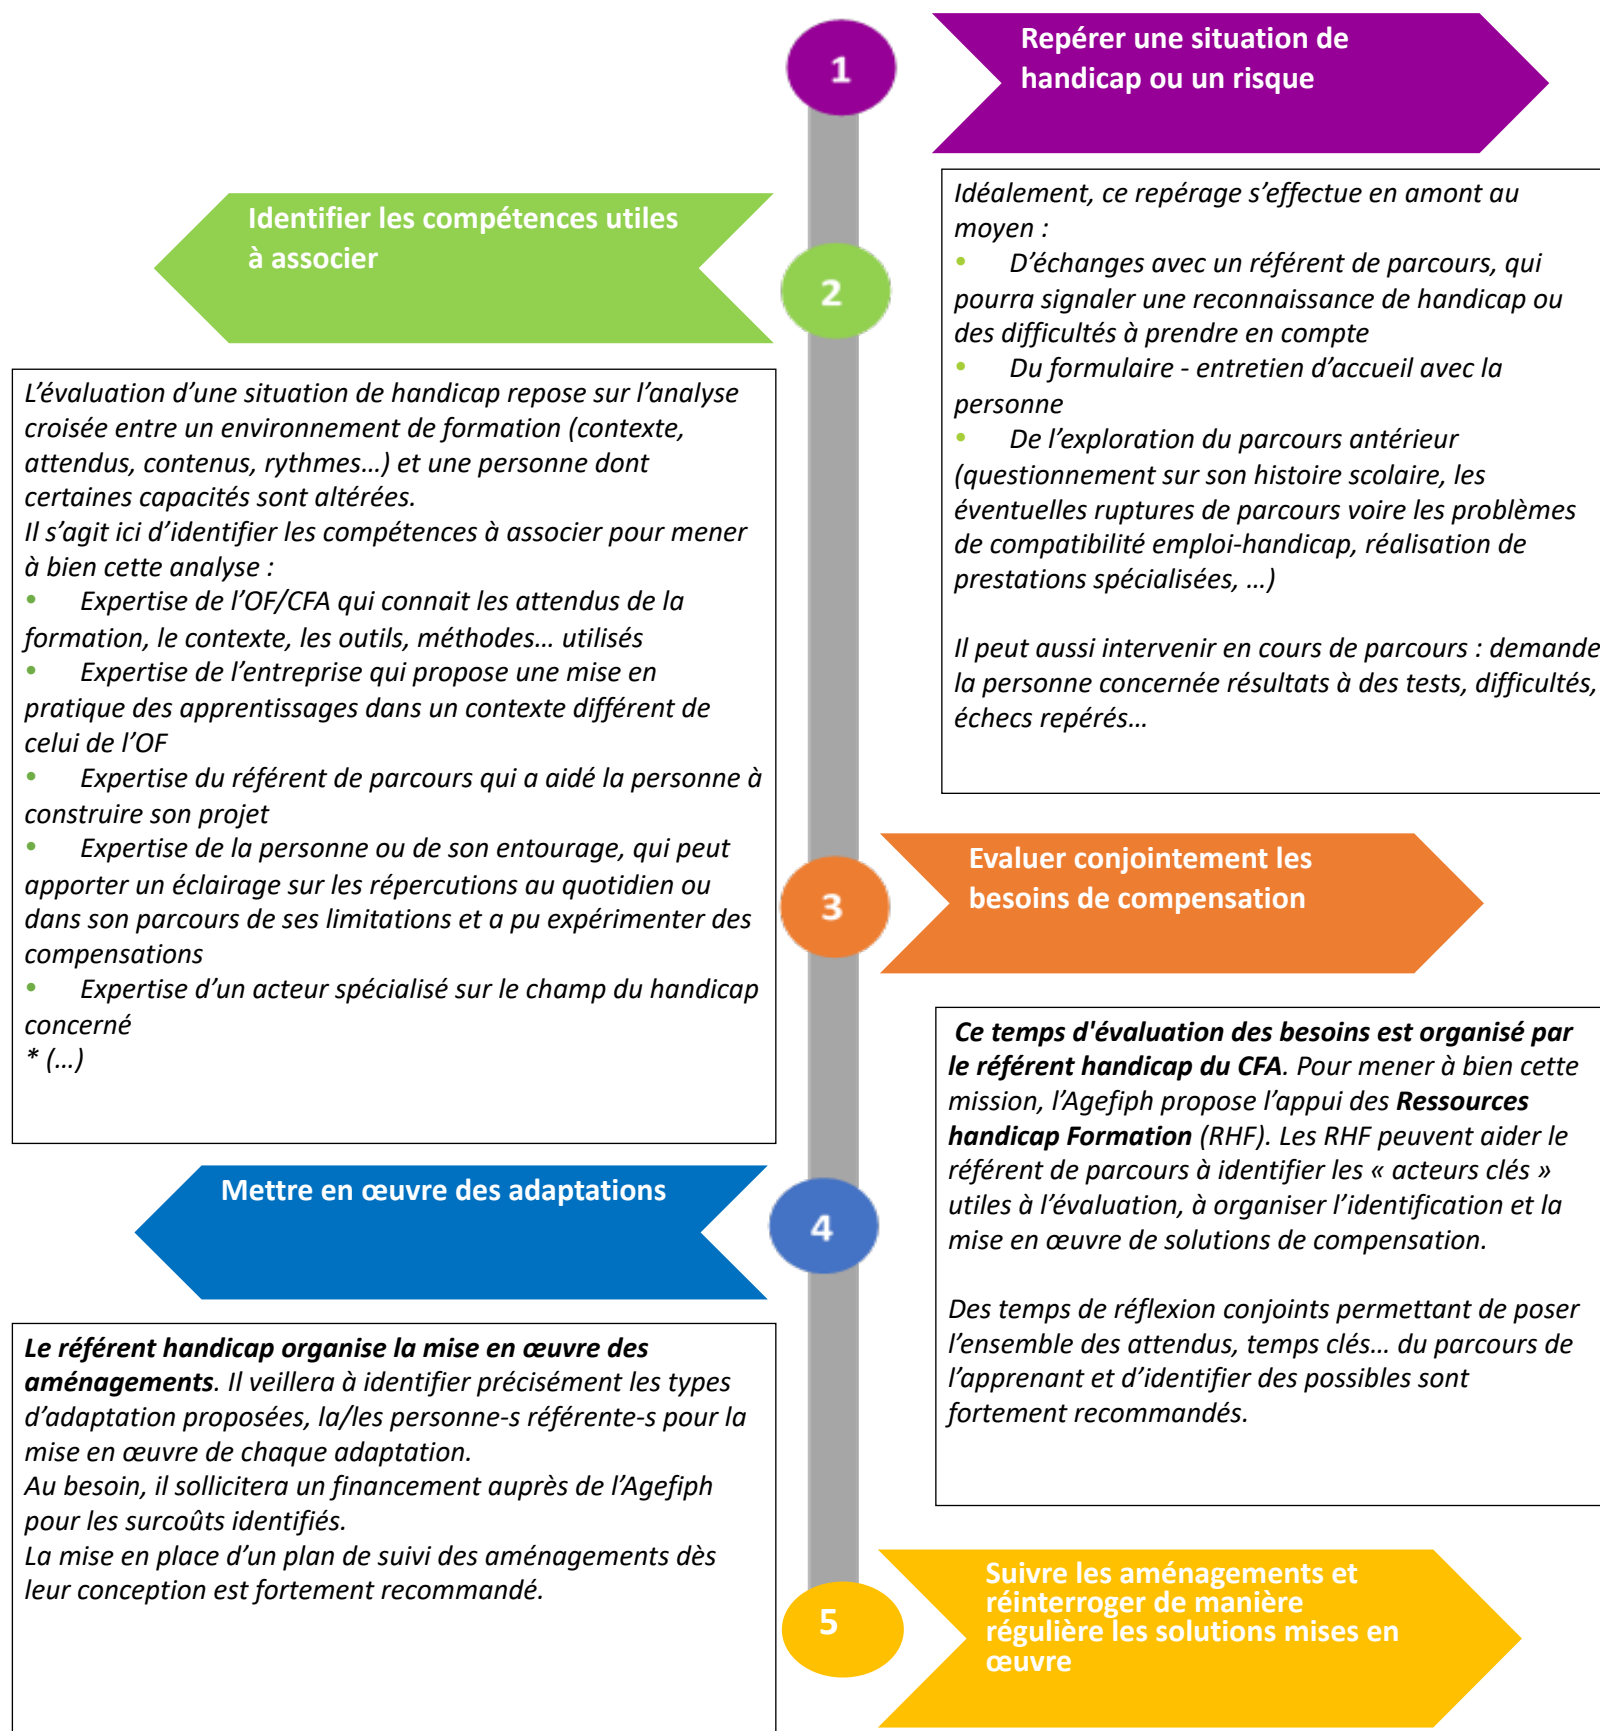 1
Repérer une situation de
handicap ou un risque
Idéalement, ce repérage s’effectue en amont au
moyen :
• D’échanges avec un référent de parcours, qui
pourra signaler une reconnaissance de handicap ou
des difficultés à prendre en compte
• Du formulaire - entretien d’accueil avec la
personne
• De l’exploration du parcours antérieur
(questionnement sur son histoire scolaire, les
éventuelles ruptures de parcours voire les problèmes
de compatibilité emploi-handicap, réalisation de
prestations spécialisées, …)
Il peut aussi intervenir en cours de parcours : demande
la personne concernée résultats à des tests, difficultés,
échecs repérés…
2
Identifier les compétences utiles
à associer
L’évaluation d’une situation de handicap repose sur l’analyse
croisée entre un environnement de formation (contexte,
attendus, contenus, rythmes…) et une personne dont
certaines capacités sont altérées.
Il s’agit ici d’identifier les compétences à associer pour mener
à bien cette analyse :
• Expertise de l’OF/CFA qui connait les attendus de la
formation, le contexte, les outils, méthodes… utilisés
• Expertise de l’entreprise qui propose une mise en
pratique des apprentissages dans un contexte différent de
celui de l’OF
• Expertise du référent de parcours qui a aidé la personne à
construire son projet
• Expertise de la personne ou de son entourage, qui peut
apporter un éclairage sur les répercutions au quotidien ou
dans son parcours de ses limitations et a pu expérimenter des
compensations
• Expertise d’un acteur spécialisé sur le champ du handicap
concerné
* (…)
3
Evaluer conjointement les
besoins de compensation
Ce temps d'évaluation des besoins est organisé par
le référent handicap du CFA. Pour mener à bien cette
mission, l’Agefiph propose l’appui des Ressources
handicap Formation (RHF). Les RHF peuvent aider le
référent de parcours à identifier les « acteurs clés »
utiles à l’évaluation, à organiser l’identification et la
mise en œuvre de solutions de compensation.
Des temps de réflexion conjoints permettant de poser
l’ensemble des attendus, temps clés… du parcours de
l’apprenant et d’identifier des possibles sont
fortement recommandés.
4
Mettre en œuvre des adaptations
Le référent handicap organise la mise en œuvre des
aménagements. Il veillera à identifier précisément les types
d’adaptation proposées, la/les personne-s référente-s pour la
mise en œuvre de chaque adaptation.
Au besoin, il sollicitera un financement auprès de l’Agefiph
pour les surcoûts identifiés.
La mise en place d’un plan de suivi des aménagements dès
leur conception est fortement recommandé.
5
Suivre les aménagements et
réinterroger de manière
régulière les solutions mises en
œuvre